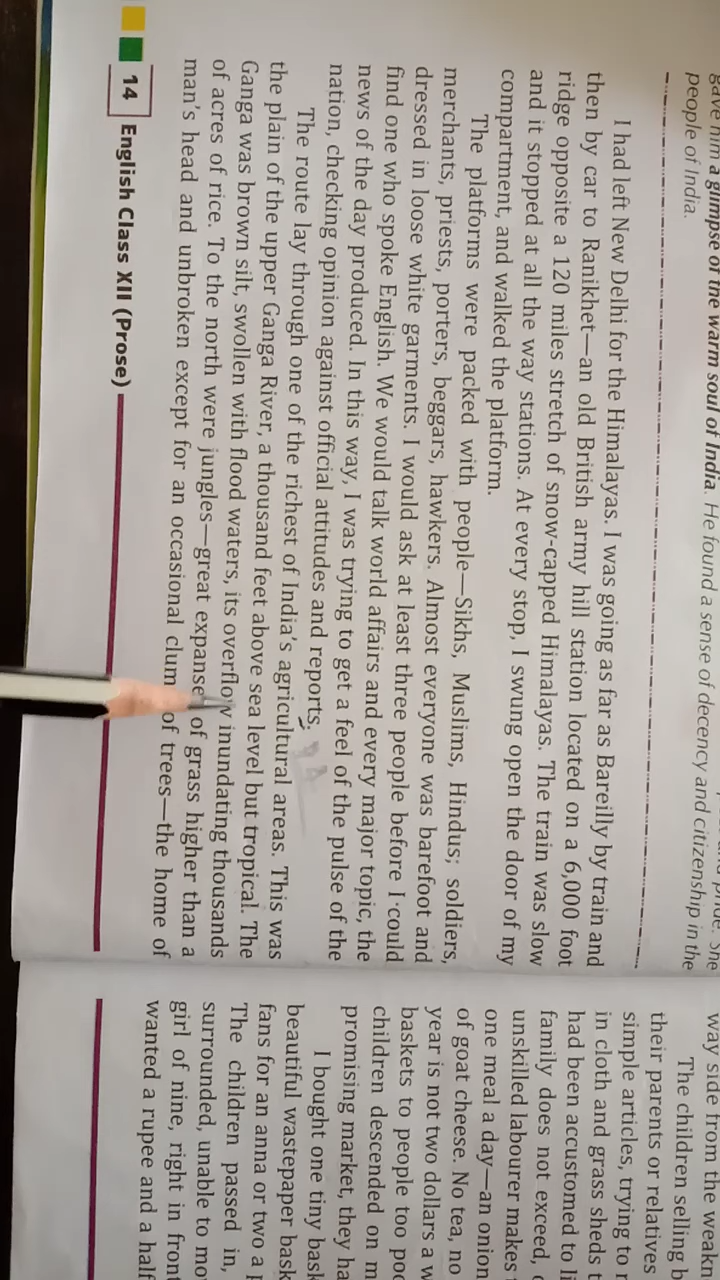 gave him a glimpse of the warm soul of India. He found a sense of decency and citizenship in the
people of India.
I had left New Delhi for the Himalayas. I was going as far as Bareilly by train and
then by car to Ranikhet—an old British army hill station located on a 6,000 foot
ridge opposite a 120 miles stretch of snow-capped Himalayas. The train was slow
and it stopped at all the way stations. At every stop, I swung open the door of my
compartment, and walked the platform.
The platforms were packed with people—Sikhs, Muslims, Hindus; soldiers,
merchants, priests, porters, beggars, hawkers. Almost everyone was barefoot and
dressed in loose white garments. I would ask at least three people before I could
find one who spoke English. We would talk world affairs and every major topic, the
news of the day produced. In this way, I was trying to get a feel of the pulse of the
nation, checking opinion against official attitudes and reports.
The route lay through one of the richest of India's agricultural areas. This was
the plain of the upper Ganga River, a thousand feet above sea level but tropical. The
Ganga was brown silt, swollen with flood waters, its overflow inundating thousands
of acres of rice. To the north were jungles—great expanse of grass higher than a
man's head and unbroken except for an occasional clum of trees—the home of
14 English Class XII (Prose)
way side from the
The children selling
their parents or relatives
simple articles, trying to
in cloth and grass sheds
had been accustomed to
family does not exceed,
unskilled labourer makes
one meal a day—an onion
of goat cheese. No tea, no
year is not two dollars a
baskets to people too
children descended on
promising market, they
I bought one tiny
beautiful wastepaper
fans for an anna or two a
The children passed in,
surrounded, unable to
girl of nine, right in front
wanted a rupee and a half